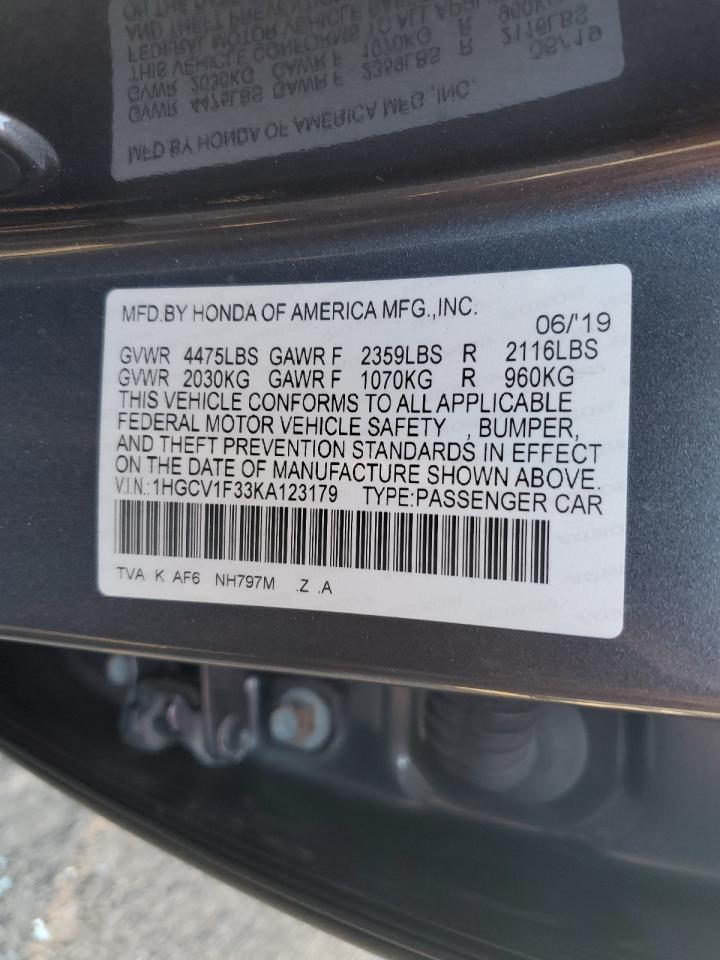 MFD.BY HONDA OF AMERICA MFG.,INC.
06/'19
GVWR 4475LBS GAWR F 2359LBS R 2116LBS
GVWR 2030KG GAWR F 1070KG R 960KG
THIS VEHICLE CONFORMS TO ALL APPLICABLE
FEDERAL MOTOR VEHICLE SAFETY , BUMPER,
AND THEFT PREVENTION STANDARDS IN EFFECT
ON THE DATE OF MANUFACTURE SHOWN ABOVE.
V.I.N.:1HGCV1F33KA123179 TYPE:PASSENGER CAR
TVA K AF6 NH797M .Z .A